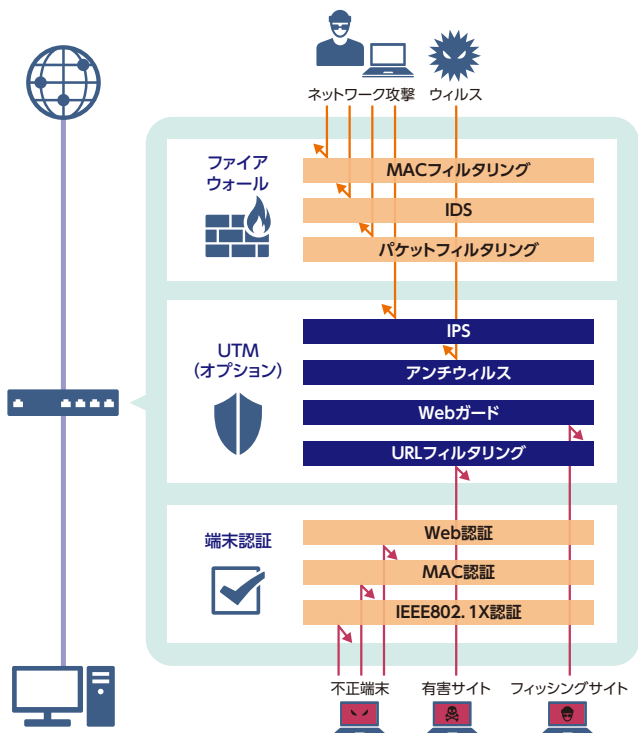 ネットワーク攻撃 ウィルス
ファイア
ウォール
MACフィルタリング
IDS
パケットフィルタリング
UTM
(オプション)
IPS
アンチウィルス
Webガード
URLフィルタリング
端末認証
Web認証
MAC認証
IEEE802. 1X認証
不正端末 有害サイト フィッシングサイト